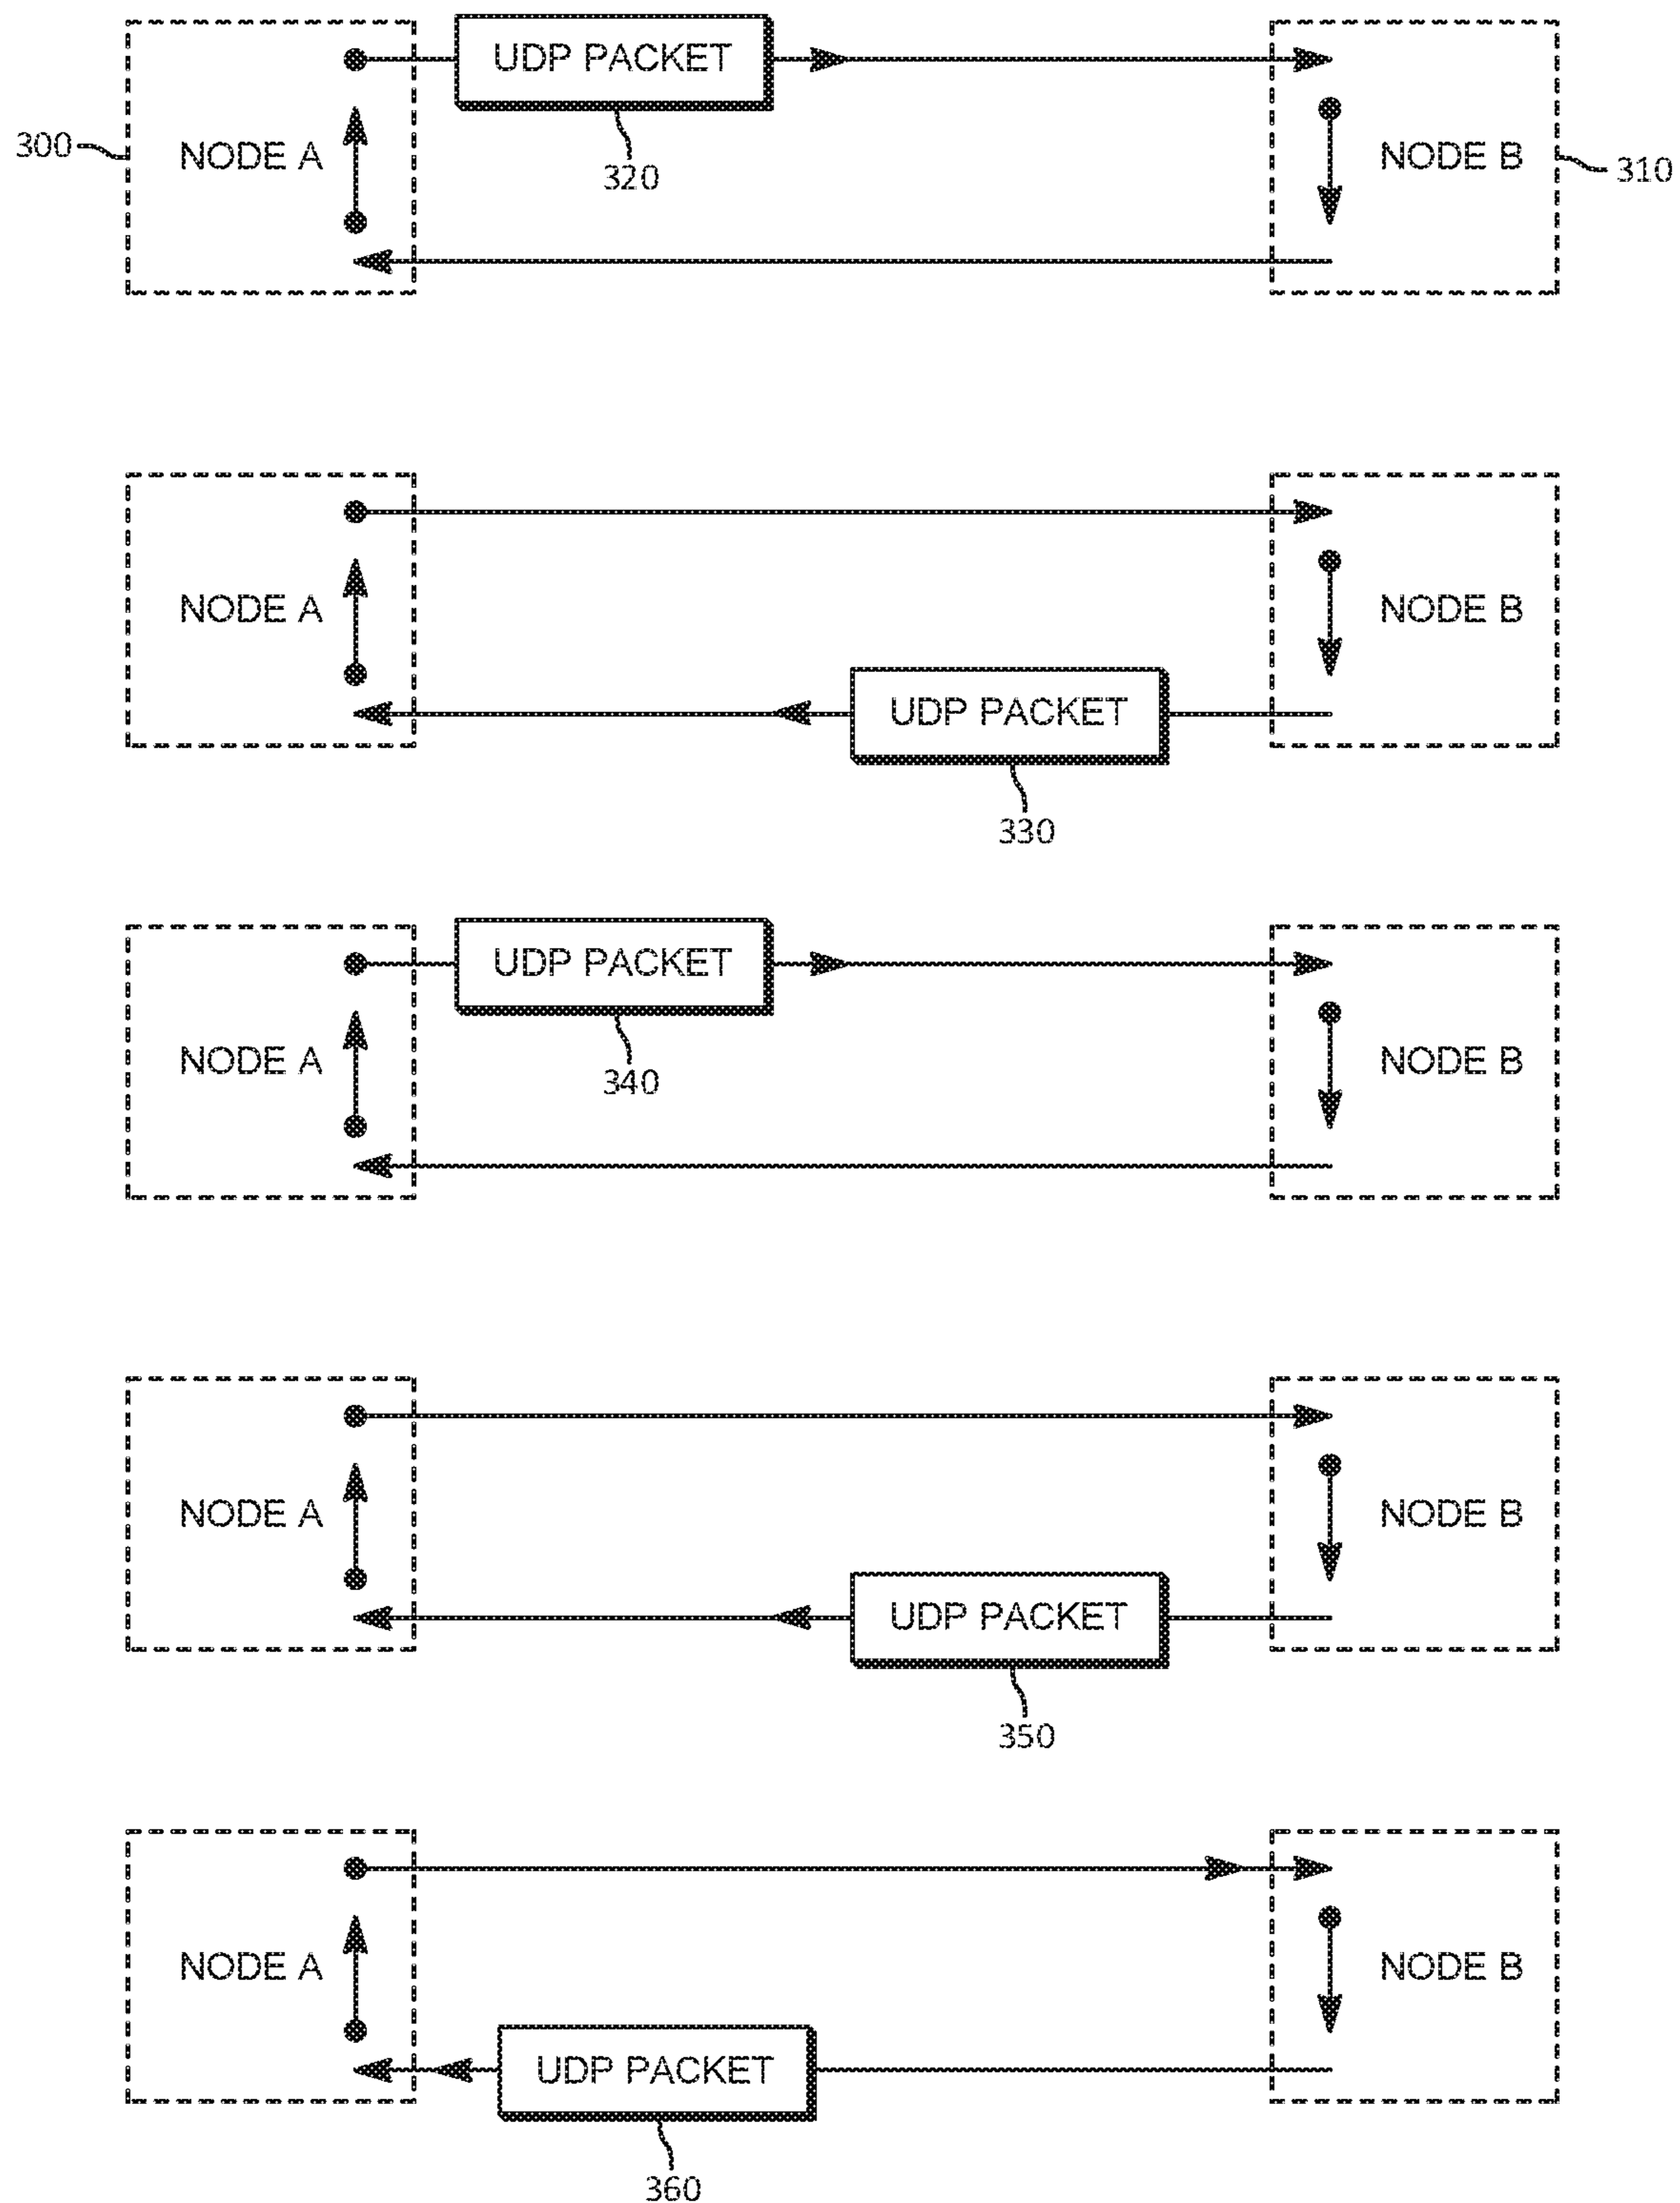 UDP PACKET
300
NODE A
320
NODE B
310
NODE A
NODE B
UDP PACKET
330
UDP PACKET
NODE A
340
NODE B
NODE A
NODE B
UDP PACKET
350
NODE A
NODE B
UDP PACKET
360